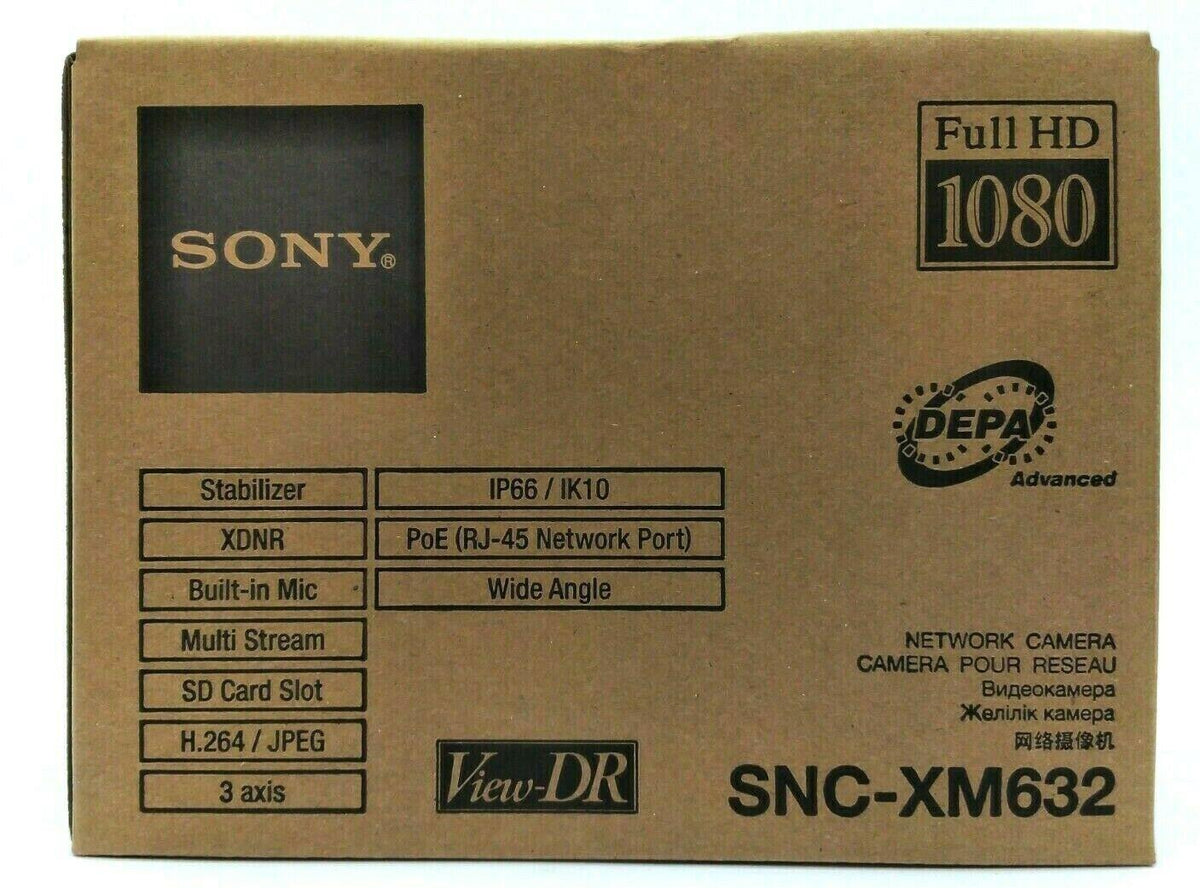 SONY®
Full HD
1080
DEPA
Advanced
Stabilizer
IP66 / IK10
XDNR
PoE (RJ-45 Network Port)
Built-in Mic
Wide Angle
Multi Stream
SD Card Slot
H.264 / JPEG
3 axis
View-DR
NETWORK CAMERA
CAMERA POUR RESEAU
Видеокамера
Желілік камера
网络摄像机
SNC-XM632